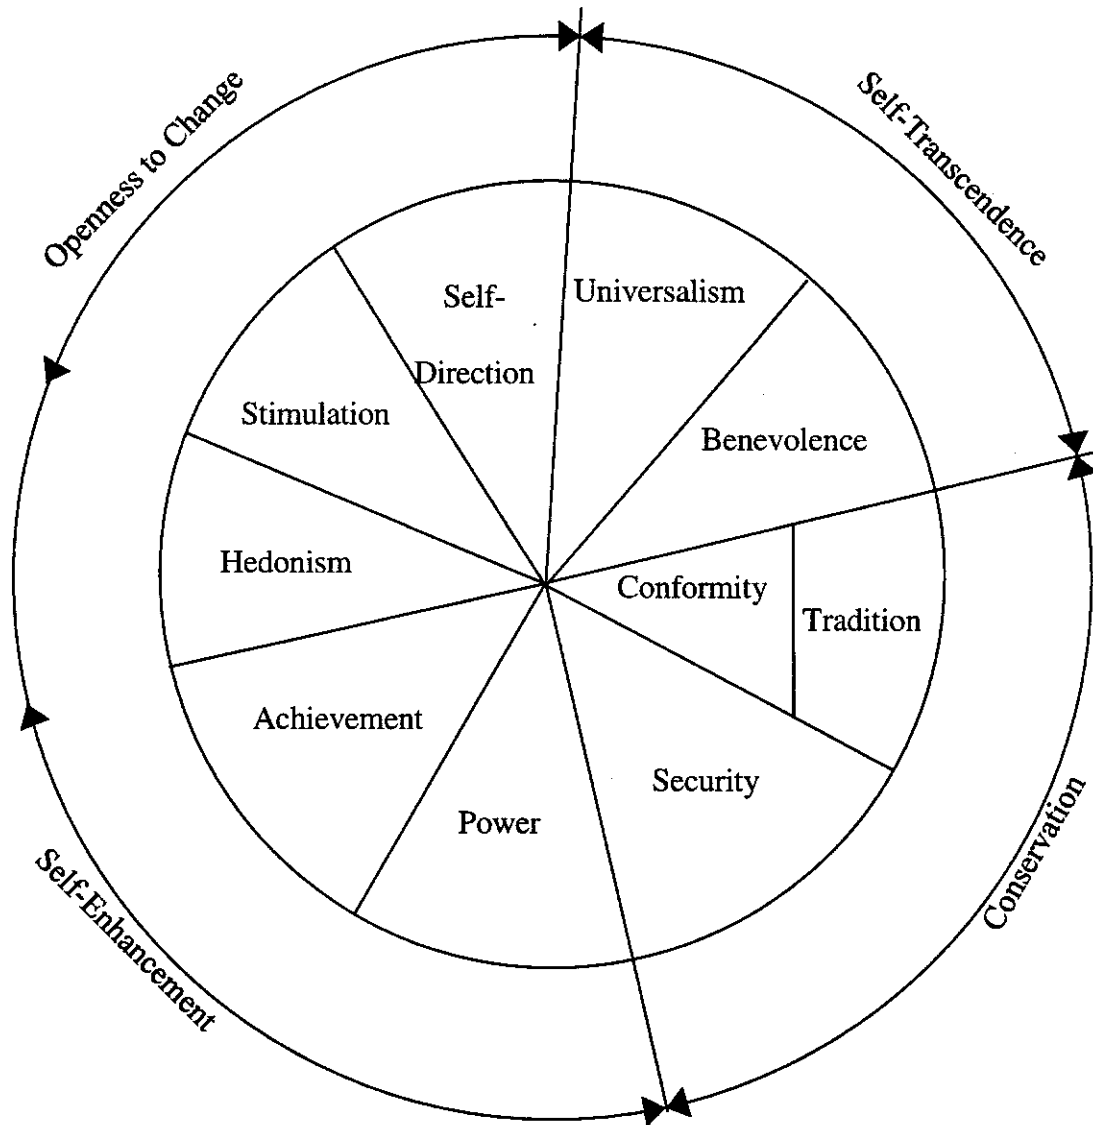 Openness to Change
Self-Transcendence
Self-
Direction
Universalism
Stimulation
Benevolence
Hedonism
Conformity
Tradition
Achievement
Security
Power
Self-Enhancement
Conservation